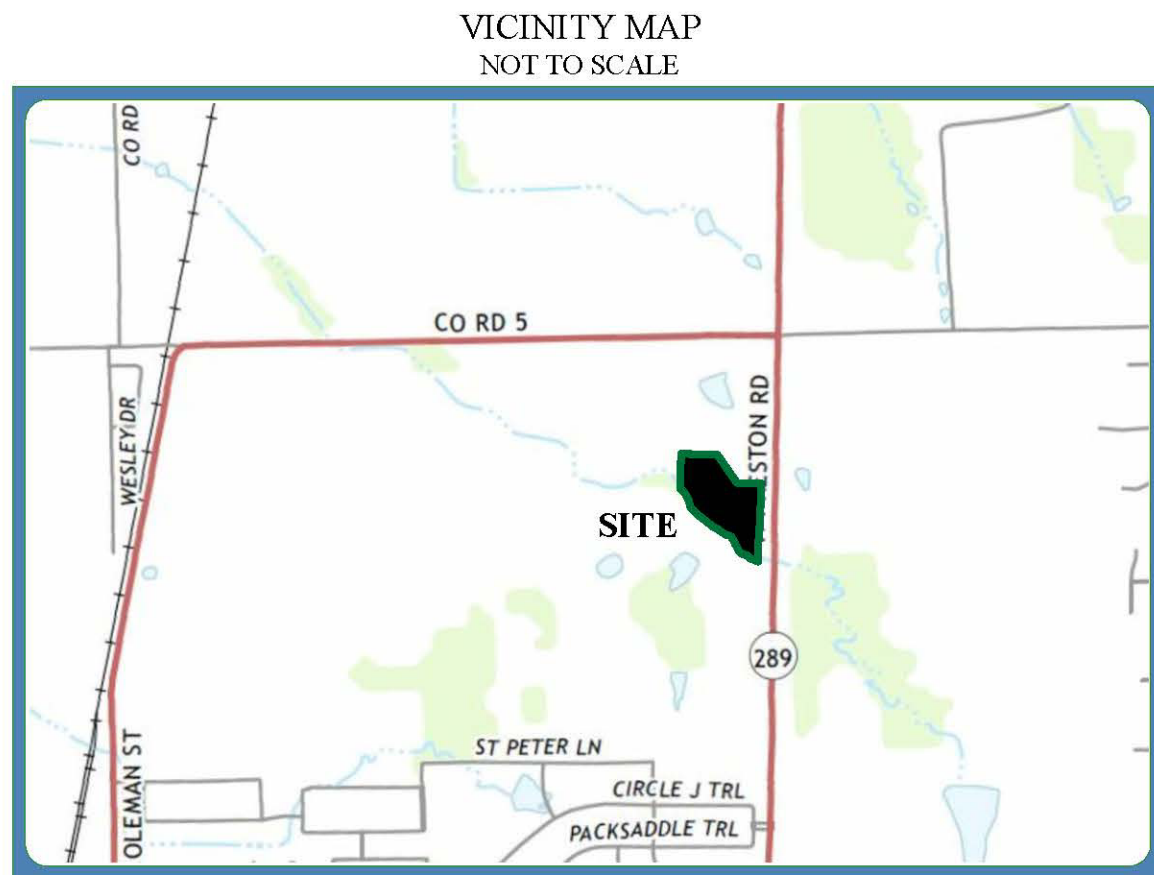 VICINITY MAP
NOT TO SCALE
CO RD
CO RD 5
WESLEY DR
ESTON RD
SITE
289
OLEMAN ST
ST PETER LN
CIRCLE J TRL
PACKSADDLE TRL